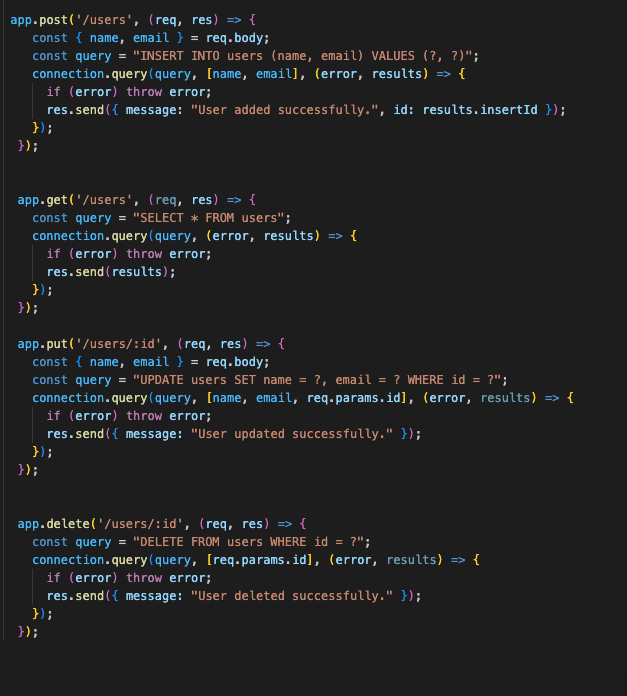 app.post('/users', (req, res) => {
const { name, email } = req.body;
const query = "INSERT INTO users (name, email) VALUES (?, ?)";
connection.query(query, [name, email], (error, results) => {
if (error) throw error;
res.send({ message: "User added successfully.", id: results.insertId });
});
});
app.get('/users', (req, res) => {
const query = "SELECT * FROM users";
connection.query(query, (error, results) => {
if (error) throw error;
res.send(results);
});
});
app.put('/users/:id', (req, res) => {
const { name, email } = req.body;
const query = "UPDATE users SET name = ?, email = ? WHERE id = ?";
connection.query(query, [name, email, req.params.id], (error, results) => {
if (error) throw error;
res.send({ message: "User updated successfully." });
});
});
app.delete('/users/:id', (req, res) => {
const query = "DELETE FROM users WHERE id = ?";
connection.query(query, [req.params.id], (error, results) => {
if (error) throw error;
res.send({ message: "User deleted successfully." });
});
});